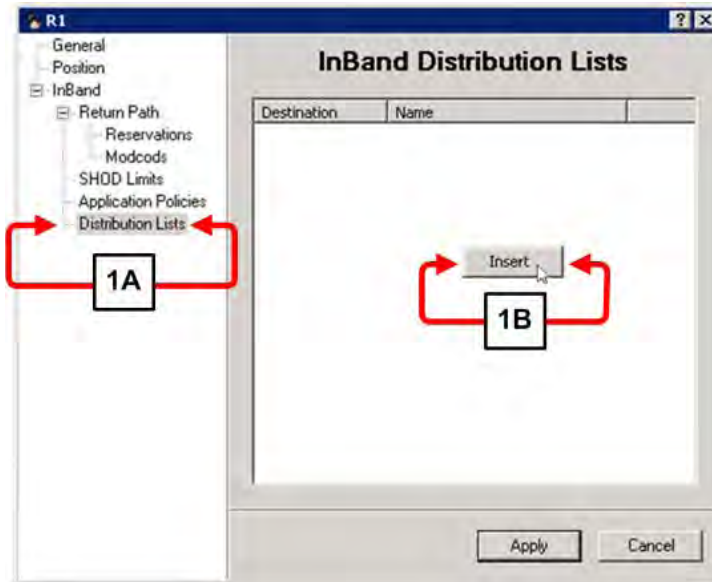 R1
General
Position
InBand
Return Path
Reservations
Modcods
SHOD Limits
Application Policies
Distribution Lists
1A
InBand Distribution Lists
Destination Name
Insert
1B
Apply Cancel